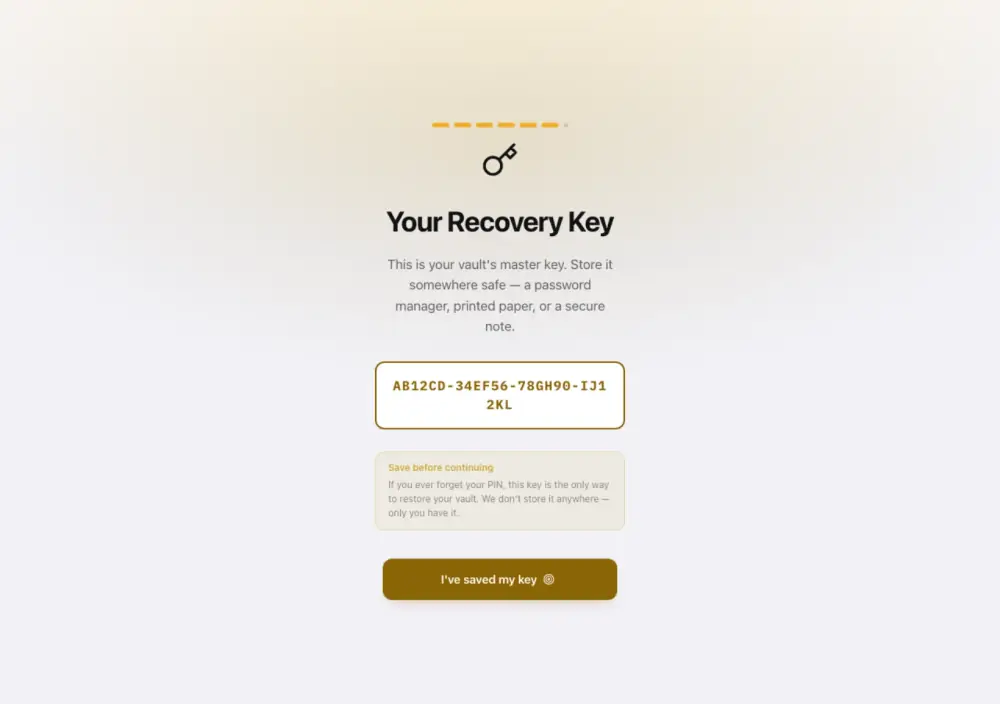 Your Recovery Key
This is your vault's master key. Store it
somewhere safe — a password
manager, printed paper, or a secure
note.
AB12CD-34EF56-78GH90-IJ1
2KL
Save before continuing
If you ever forget your PIN, this key is the only way
to restore your vault. We don't store it anywhere —
only you have it.
I've saved my key